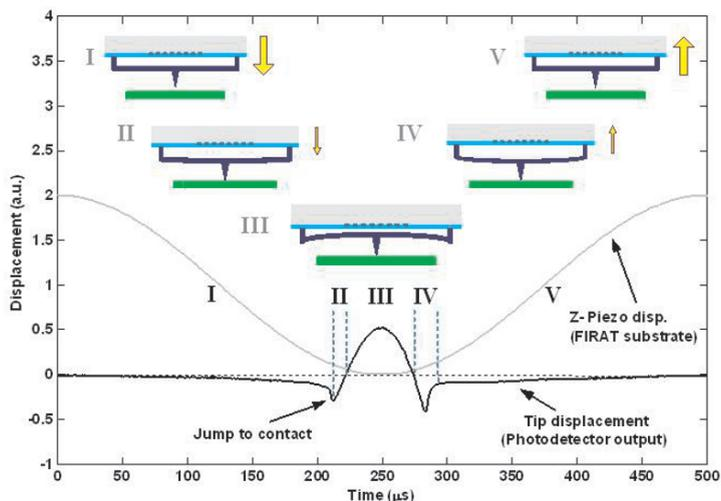 4
3.5
3
2.5
2
1.5
1
0.5
0
-0.5
-1
Displacement (a.u.)
I
V
II
IV
III
I
II
III
IV
V
Z- Piezo disp.
(FIRAT substrate)
Jump to contact
Tip displacement
(Photodetector output)
0
50
100
150
200
250
300
350
400
450
500
Time (μs)